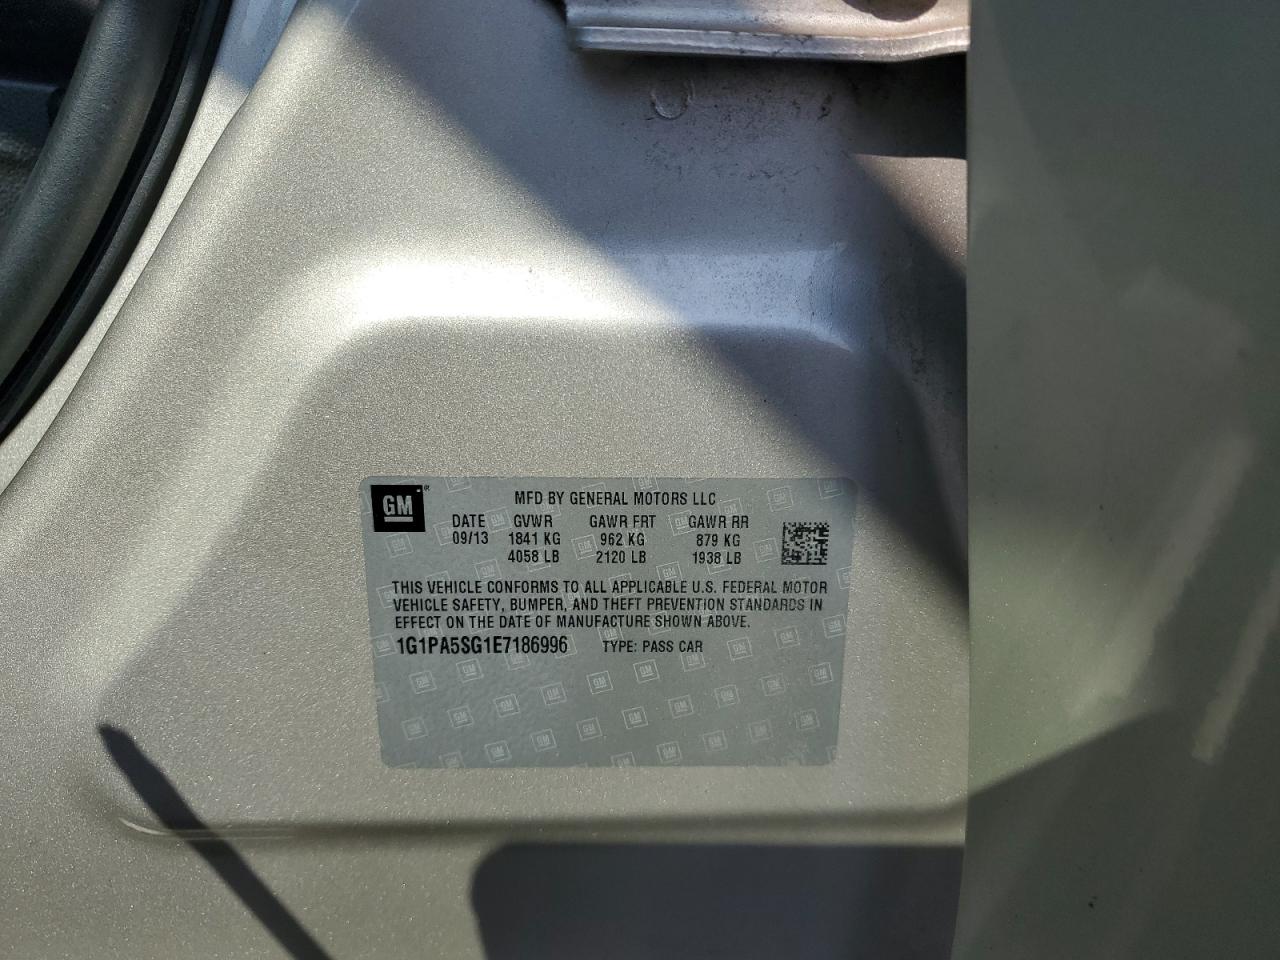 GM
MFD BY GENERAL MOTORS LLC
DATE GVWR GAWR FRT GAWR RR
09/13 1841 KG 962 KG 879 KG
4058 LB 2120 LB 1938 LB
THIS VEHICLE CONFORMS TO ALL APPLICABLE U.S. FEDERAL MOTOR
VEHICLE SAFETY, BUMPER, AND THEFT PREVENTION STANDARDS IN
EFFECT ON THE DATE OF MANUFACTURE SHOWN ABOVE.
1G1PA5SG1E7186996 TYPE: PASS CAR